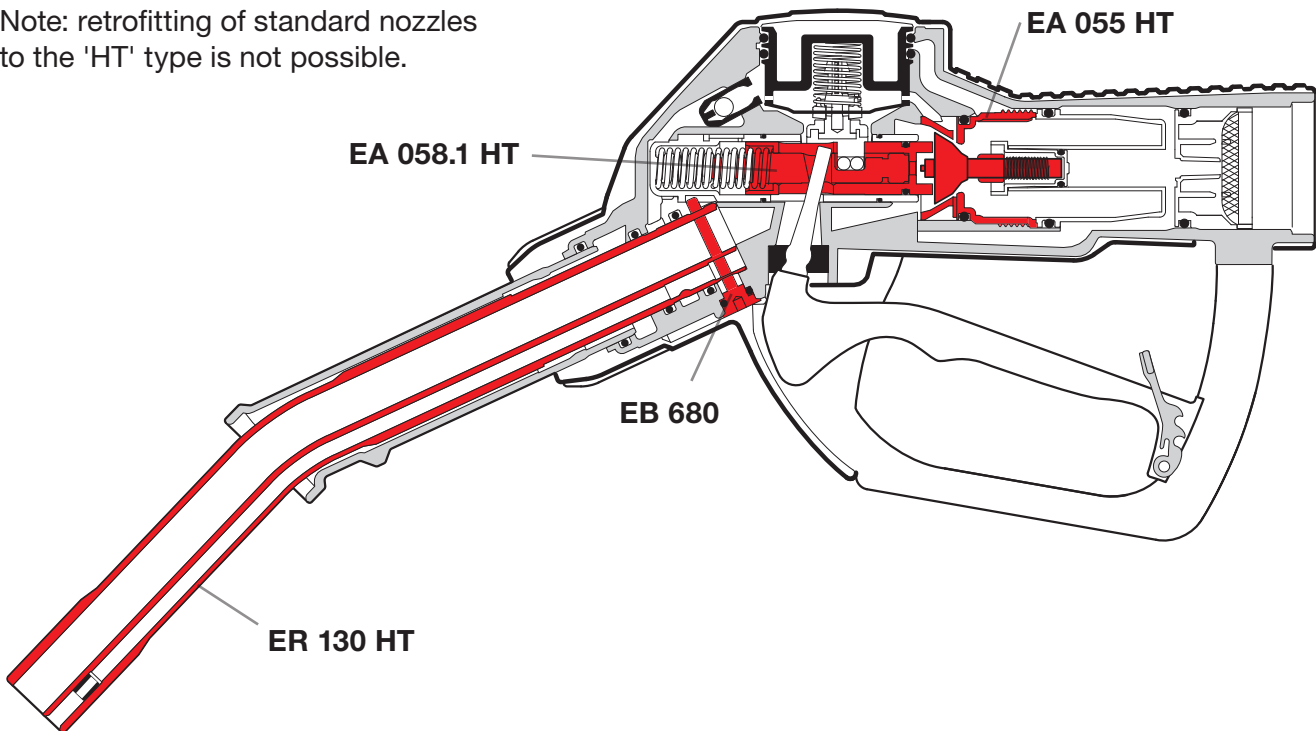 Note: retrofitting of standard nozzles
to the 'HT' type is not possible.
EA 055 HT
EA 058.1 HT
EB 680
ER 130 HT